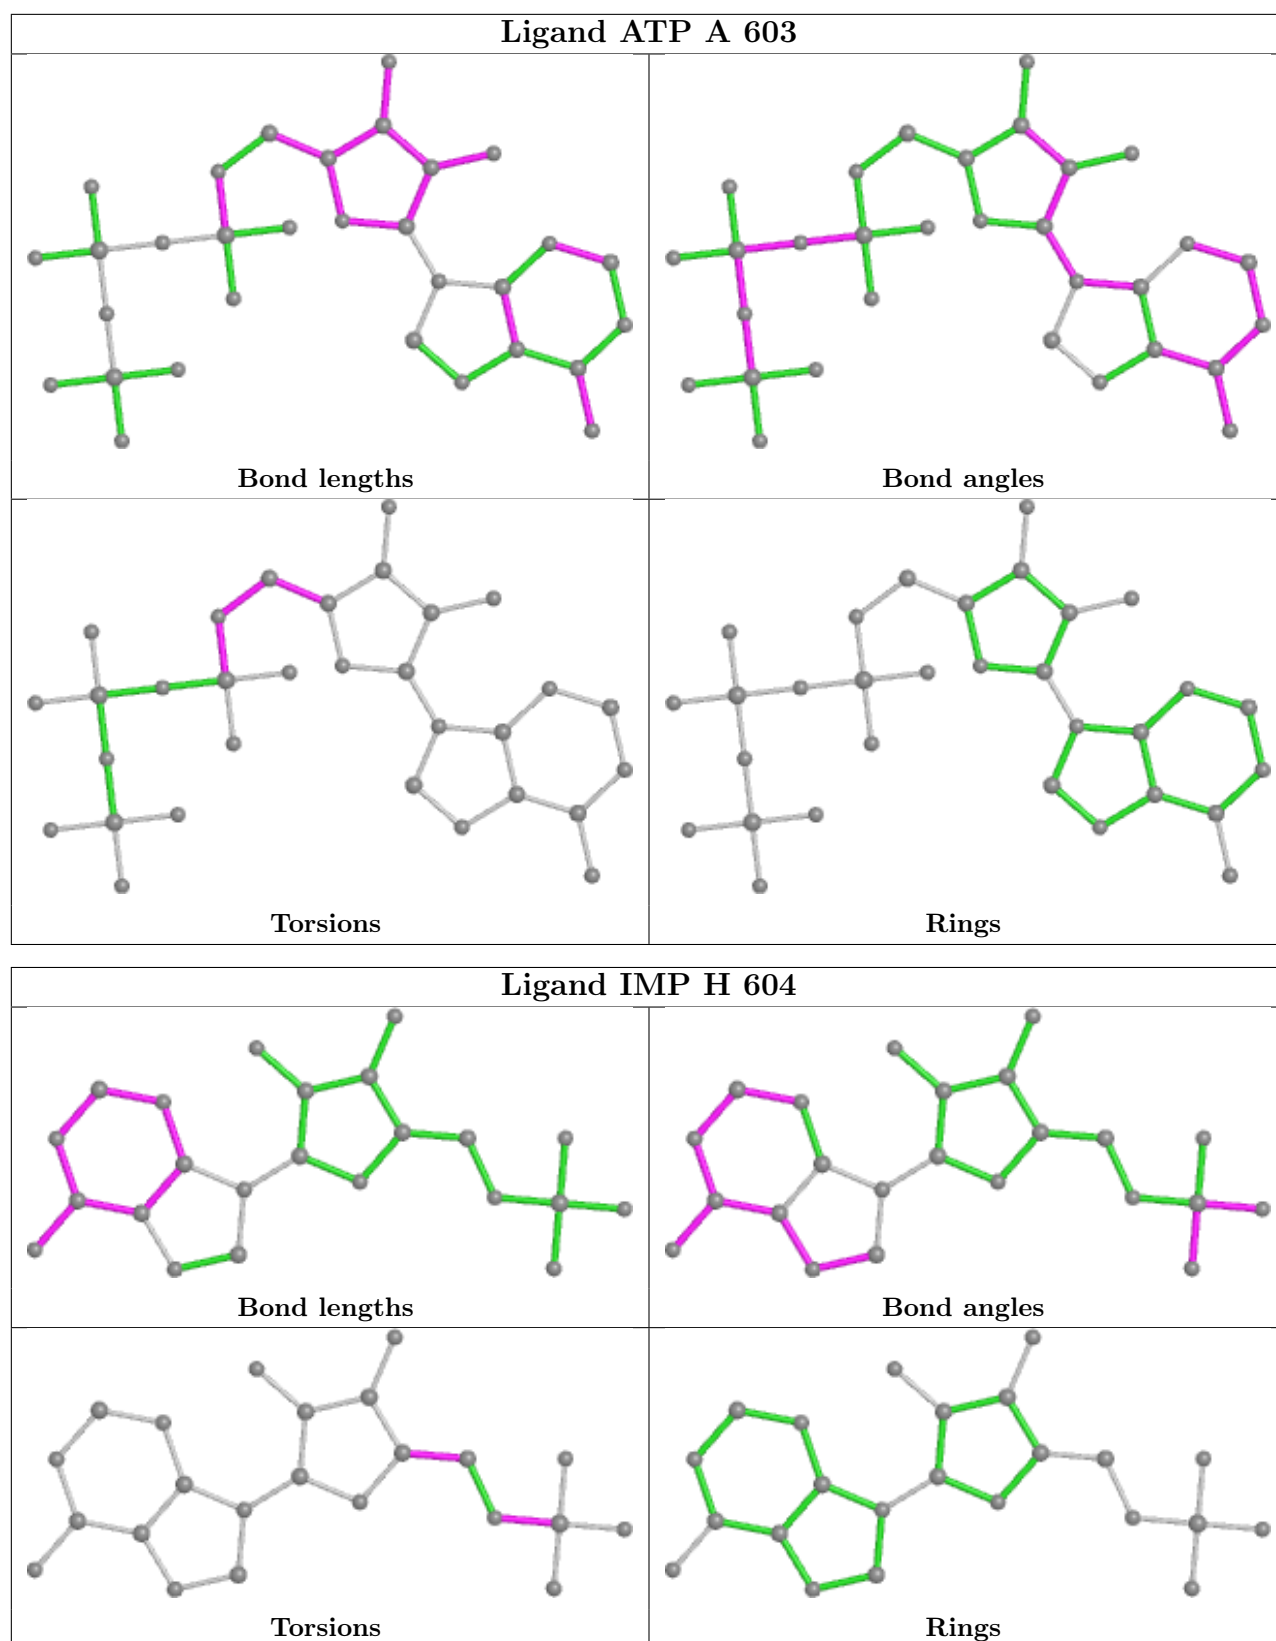 Ligand ATP A 603
Bond lengths
Bond angles
Torsions
Rings
Ligand IMP H 604
Bond lengths
Bond angles
Torsions
Rings